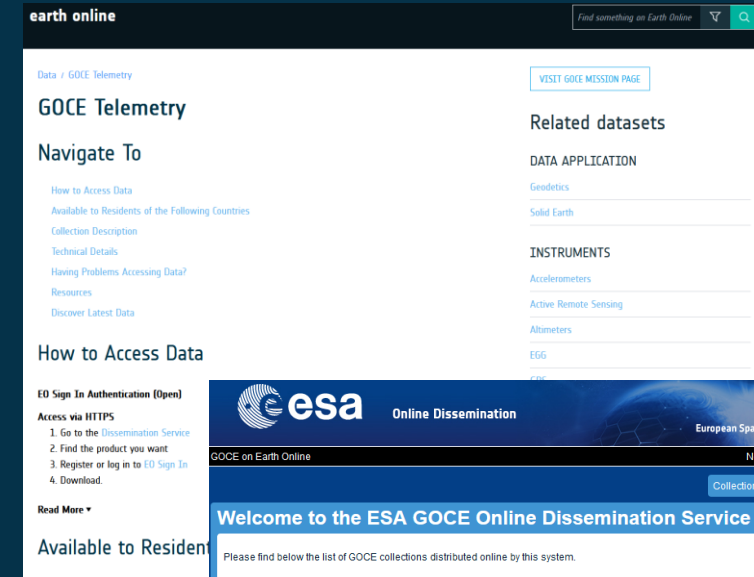 earth online
Find something on Earth Online
Data / GOCE Telemetry
GOCE Telemetry
Navigate To
How to Access Data
Available to Residents of the Following Countries
Collection Description
Technical Details
Having Problems Accessing Data?
Resources
Discover Latest Data
How to Access Data
EO Sign In Authentication (Open)
Access via HTTPS
1. Go to the Dissemination Service
2. Find the product you want
3. Register or log in to EO Sign In
4. Download.
Read More
Available to Resident
VISIT GOCE MISSION PAGE
Related datasets
DATA APPLICATION
Geodetics
Solid Earth
INSTRUMENTS
Accelerometers
Active Remote Sensing
Altimeters
EGG
esa
Online Dissemination
European Spa
GOCE on Earth Online
N
Collection
Welcome to the ESA GOCE Online Dissemination Service
Please find below the list of GOCE collections distributed online by this system.